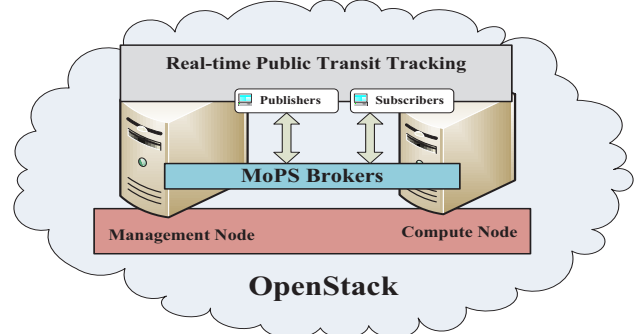 Real-time Public Transit Tracking
Publishers
Subscribers
MoPS Brokers
Management Node
Compute Node
OpenStack